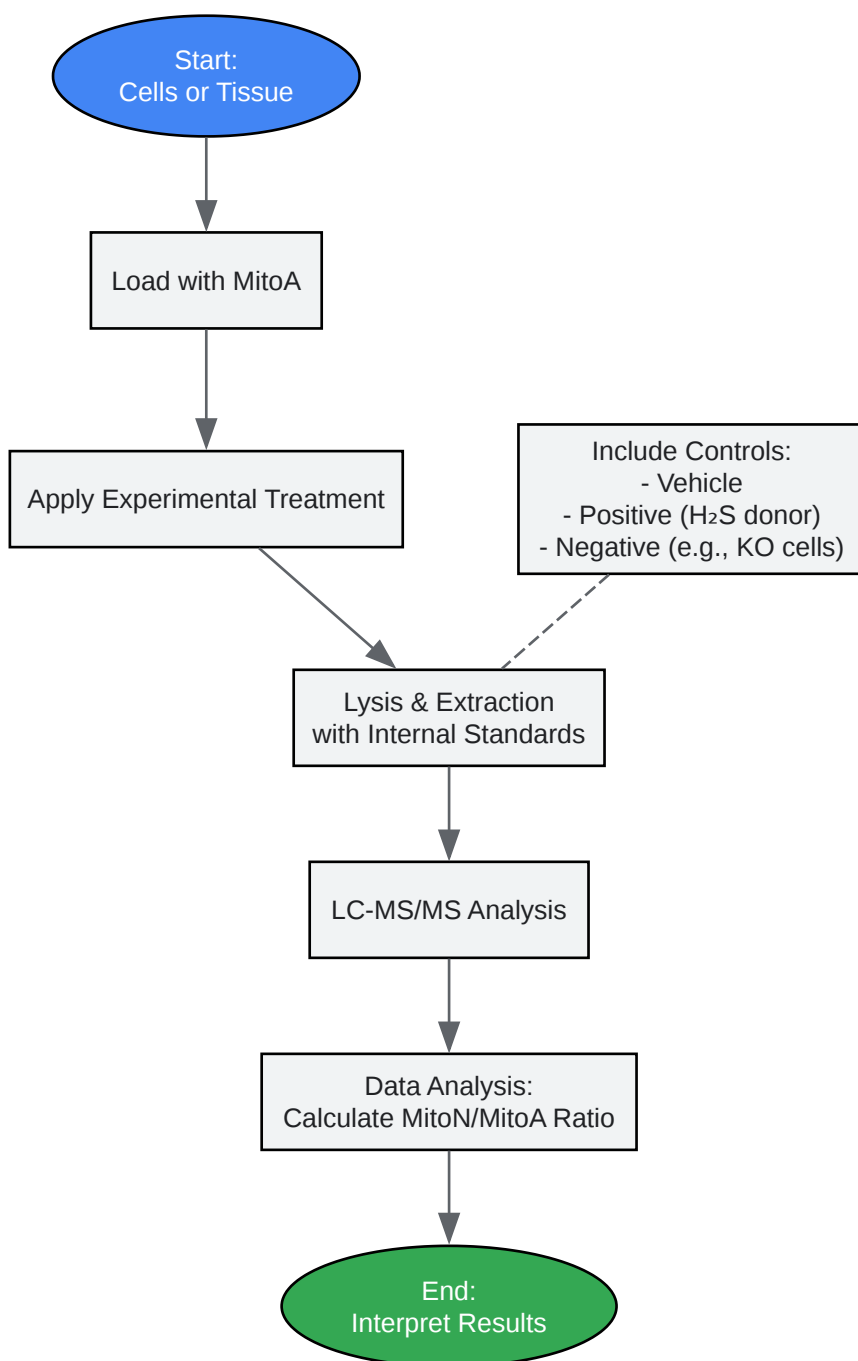 Start:
Cells or Tissue
Load with MitoA
Apply Experimental Treatment
Include Controls:
- Vehicle
- Positive (H₂S donor)
- Negative (e.g., KO cells)
Lysis & Extraction
with Internal Standards
LC-MS/MS Analysis
Data Analysis:
Calculate MitoN/MitoA Ratio
End:
Interpret Results